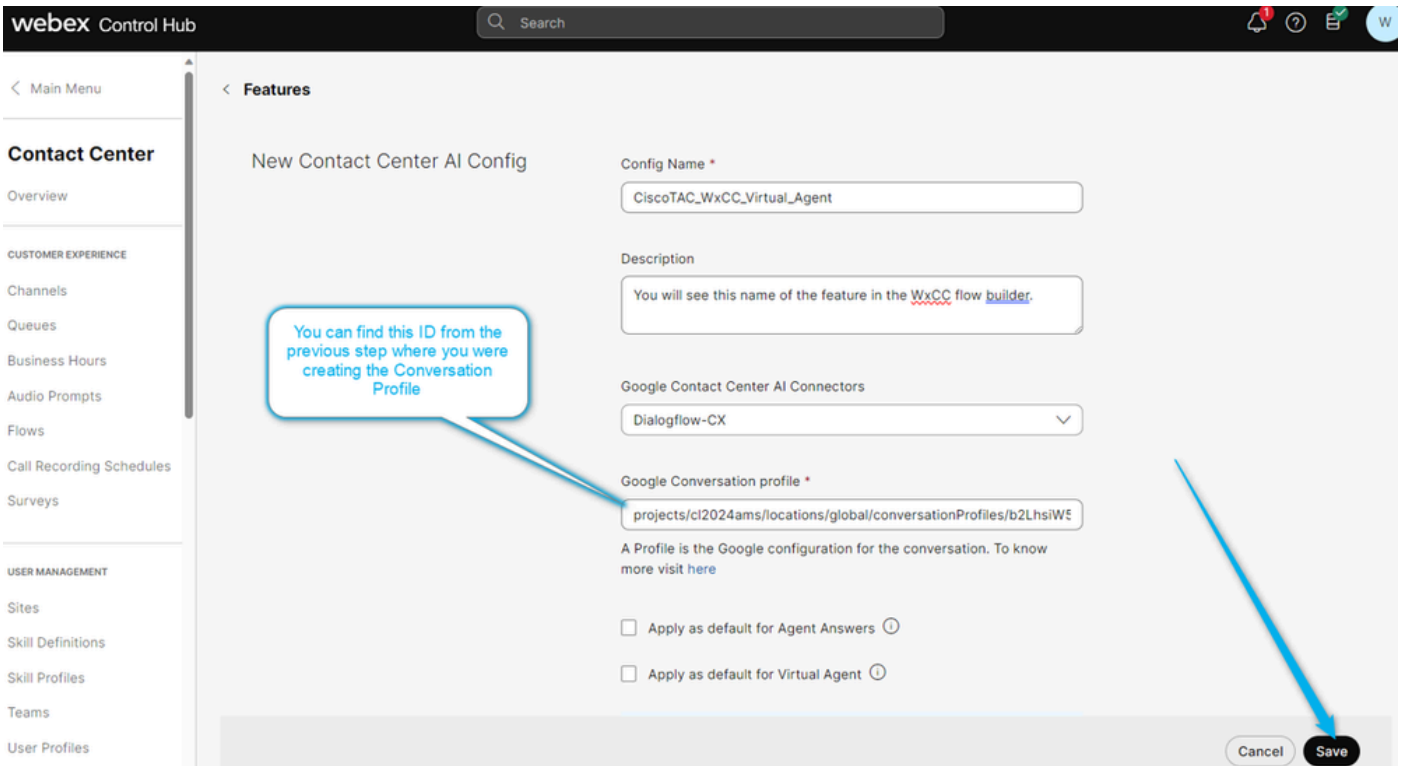 webex Control Hub
Search
1
W
Main Menu
Contact Center
Overview
CUSTOMER EXPERIENCE
Channels
Queues
Business Hours
Audio Prompts
Flows
Call Recording Schedules
Surveys
USER MANAGEMENT
Sites
Skill Definitions
Skill Profiles
Teams
User Profiles
< Features
New Contact Center AI Config
Config Name *
CiscoTAC_WxCC_Virtual_Agent
Description
You will see this name of the feature in the WxCC flow builder.
You can find this ID from the
previous step where you were
creating the Conversation
Profile
Google Contact Center AI Connectors
Dialogflow-CX
Google Conversation profile *
projects/cl2024ams/locations/global/conversationProfiles/b2LhsiW5
A Profile is the Google configuration for the conversation. To know
more visit here
Apply as default for Agent Answers
Apply as default for Virtual Agent
Cancel
Save